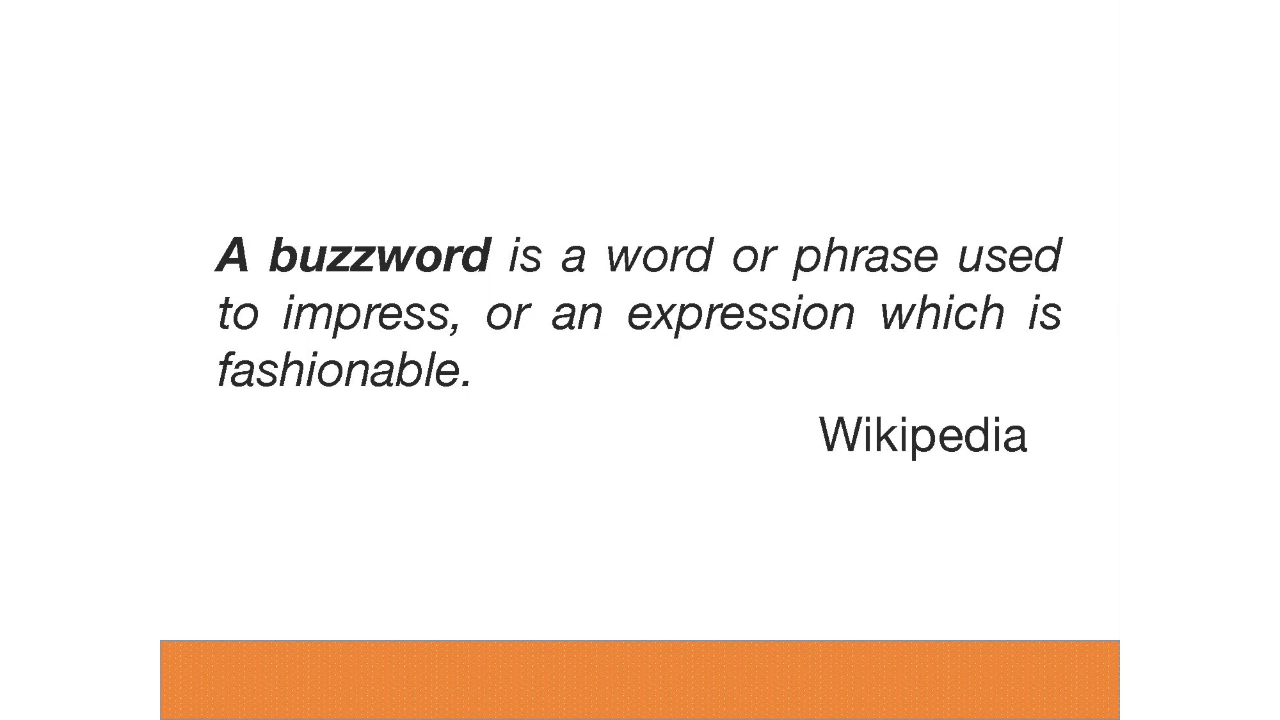 A buzzword is a word or phrase used
to impress, or an expression which is
fashionable.
Wikipedia